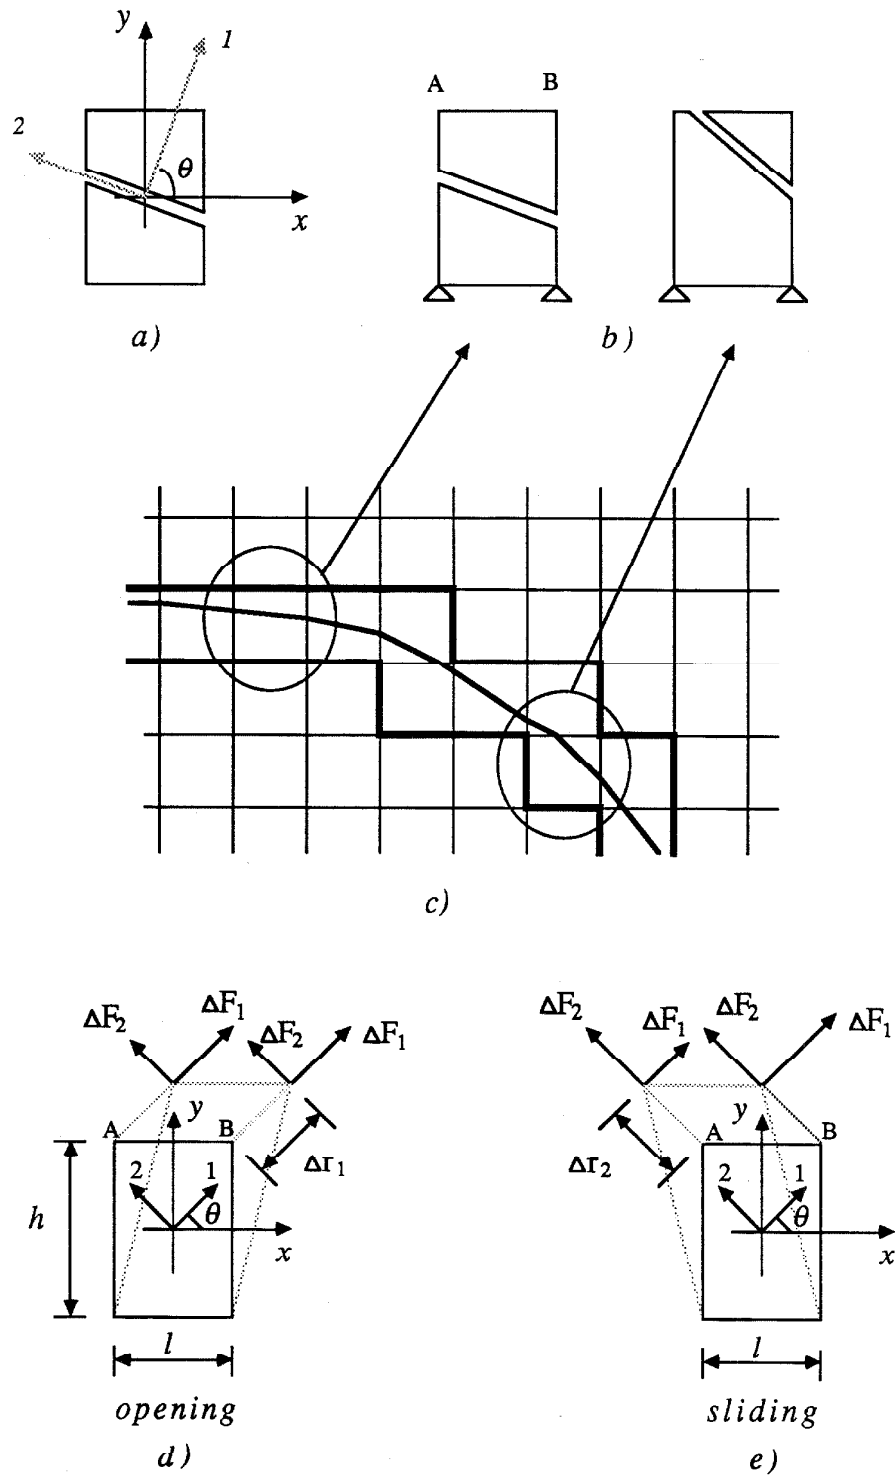 y
1
2
θ
x
a)
A B
b)
c)
ΔF₂ ΔF₁ ΔF₂ ΔF₁
A y B
Δr₁
2 1
θ
h
x
l
opening
d)
ΔF₂ ΔF₁ ΔF₂ ΔF₁
A y B
Δr₂
2 1
θ
x
l
sliding
e)